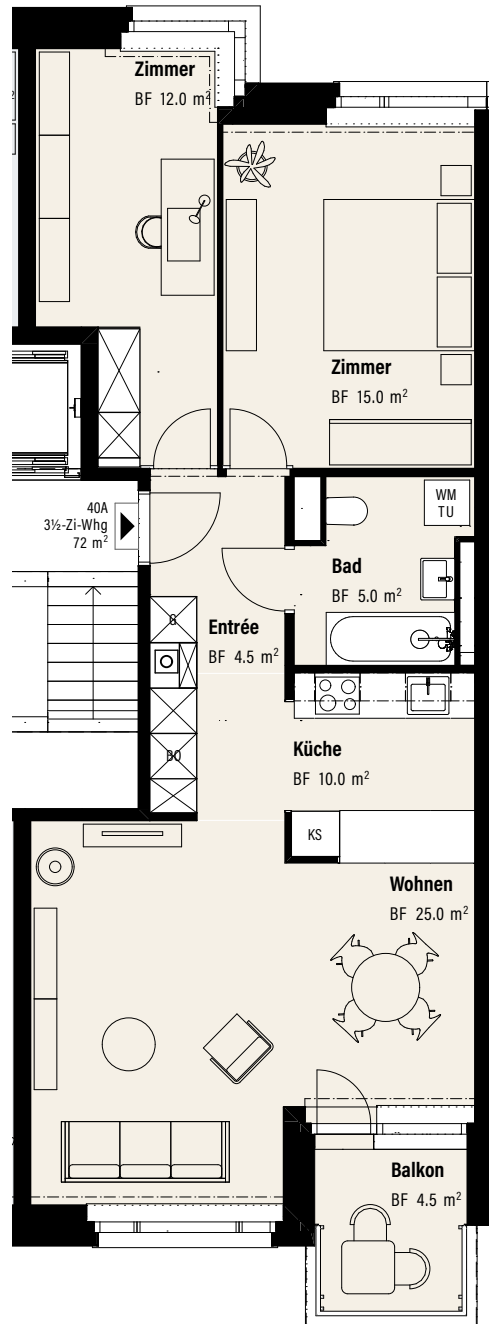 Zimmer
BF 12.0 m²
Zimmer
BF 15.0 m²
40A
3½-Zi-Whg
72 m²
WM
TU
Bad
BF 5.0 m²
G
Entrée
BF 4.5 m²
Küche
BF 10.0 m²
BO
KS
Wohnen
BF 25.0 m²
Balkon
BF 4.5 m²